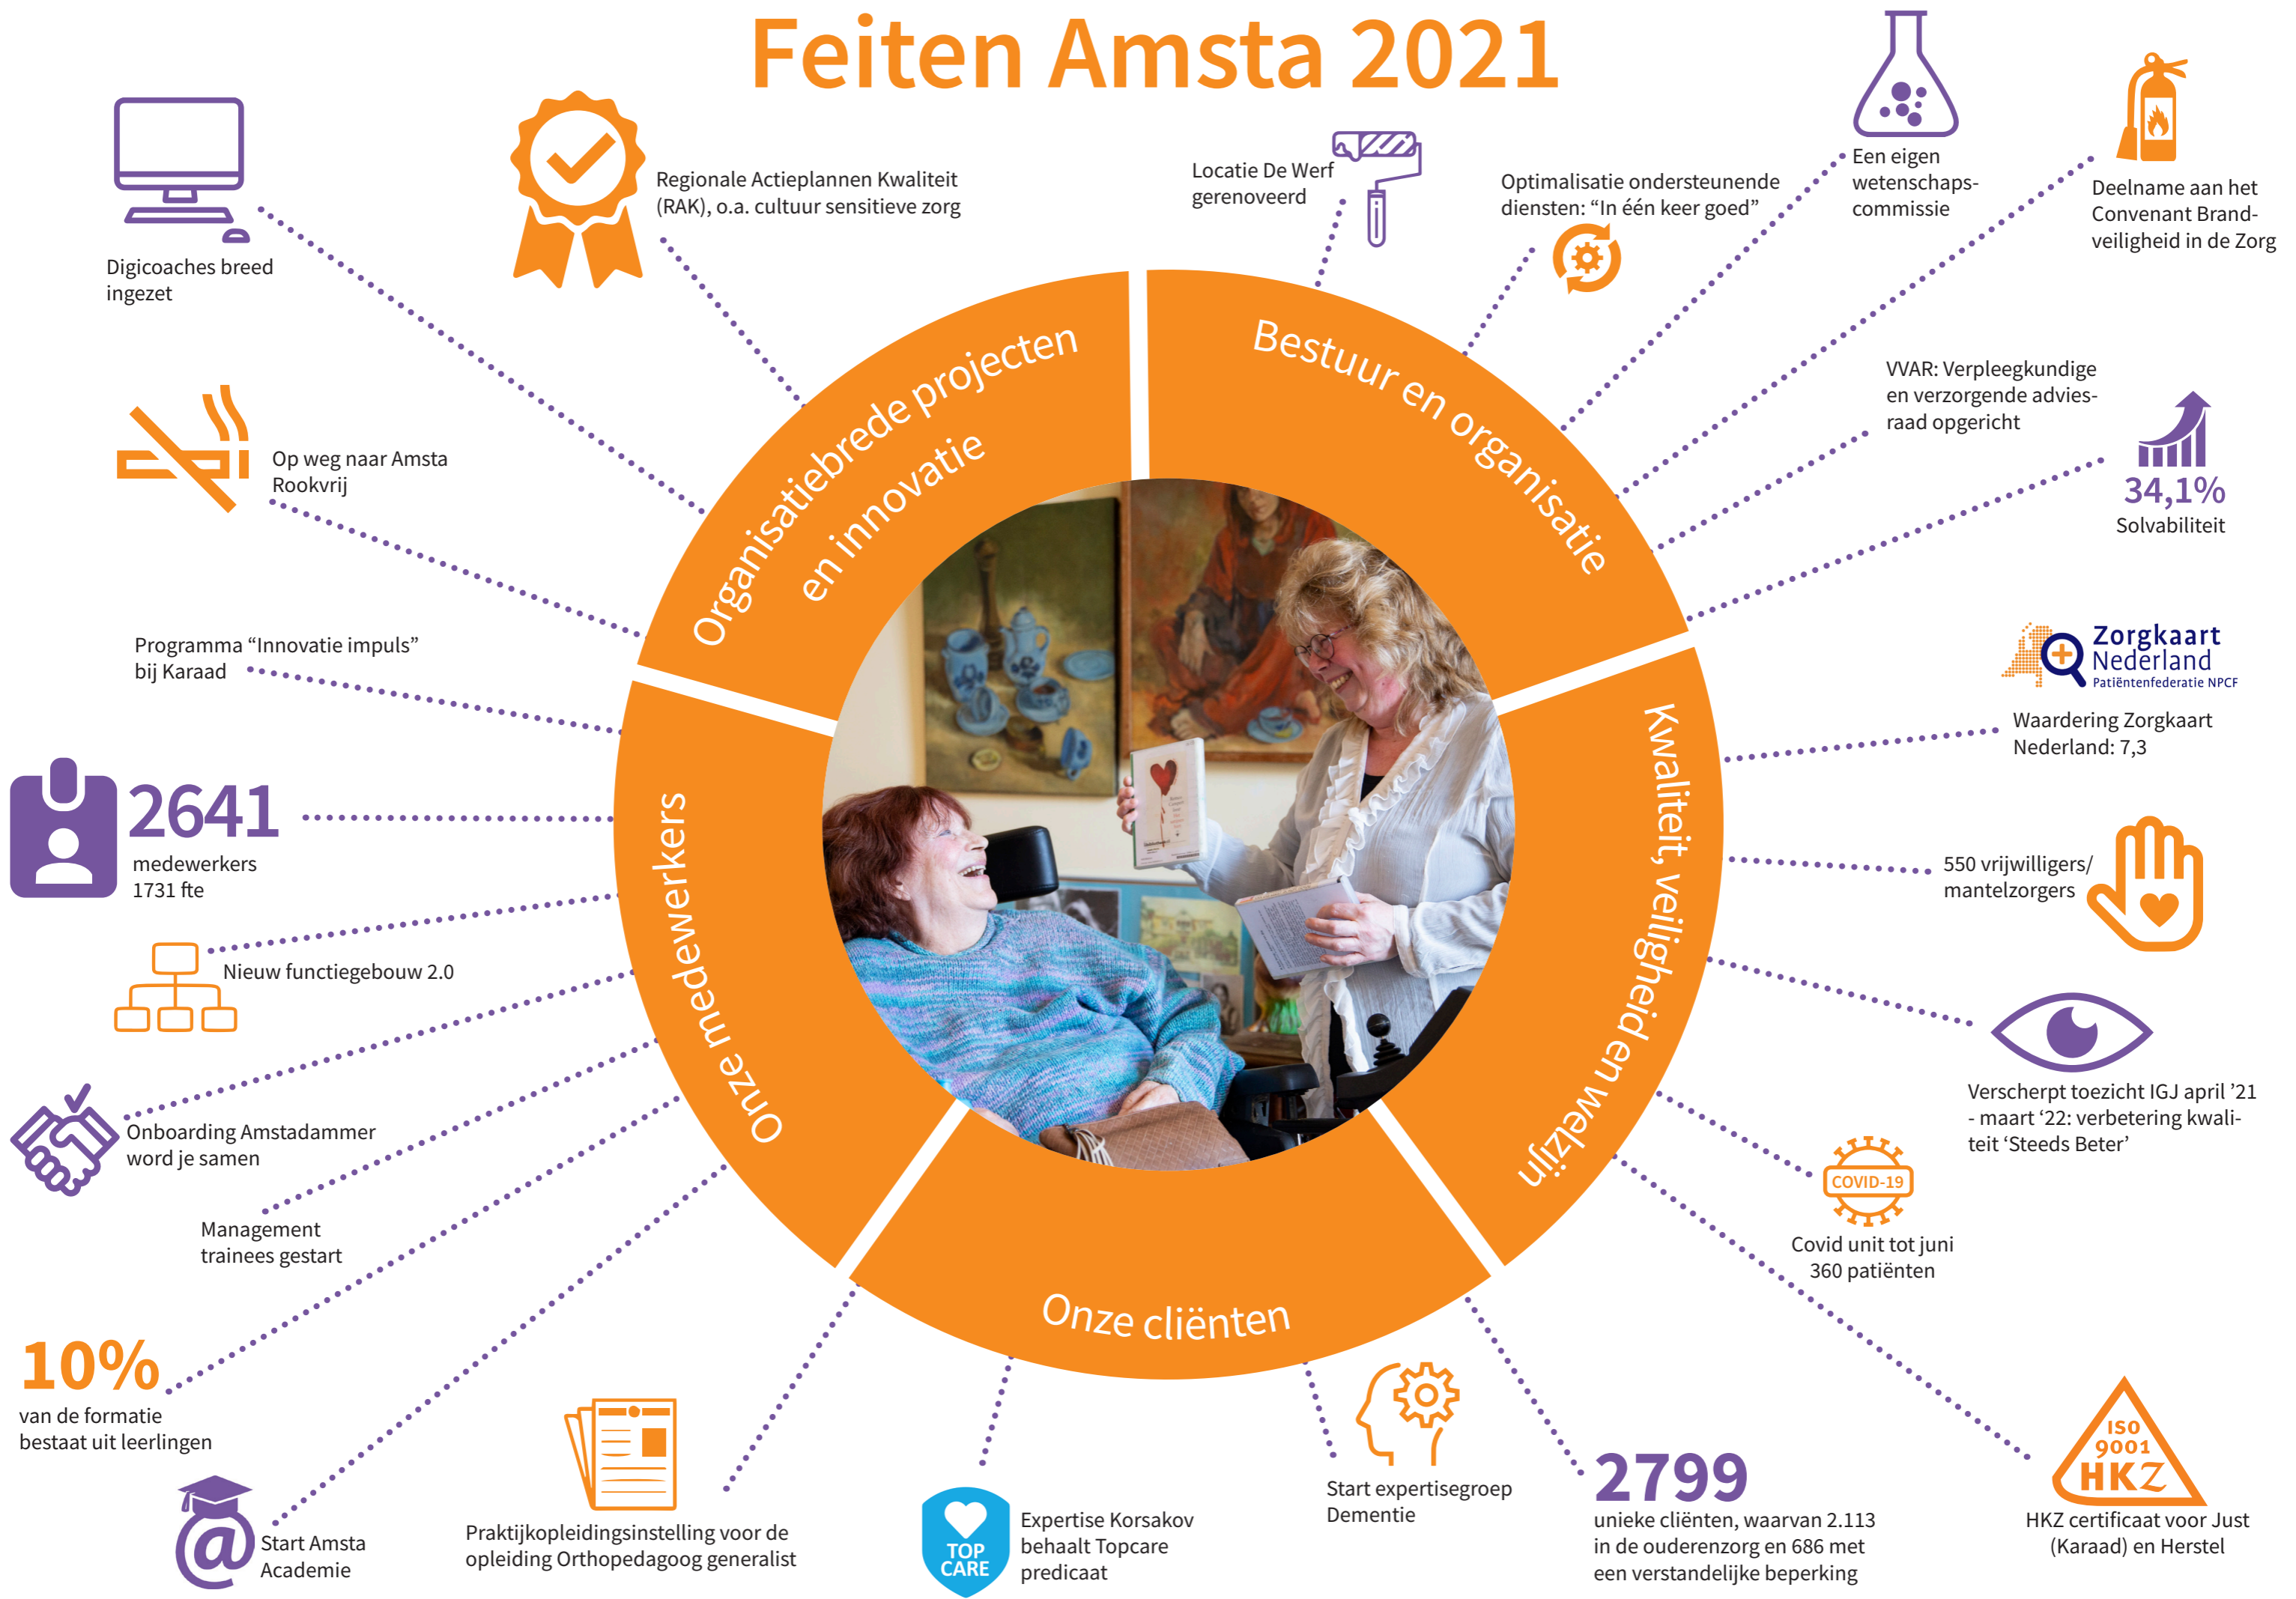 Feiten Amsta 2021
Digicoaches breed
ingezet
Regionale Actieplannen Kwaliteit
(RAK), o.a. cultuur sensitieve zorg
Locatie De Werf
gerenoveerd
Optimalisatie ondersteunende
diensten: “In één keer goed”
Een eigen
wetenschaps-
commissie
Deelname aan het
Convenant Brand-
veiligheid in de Zorg
Op weg naar Amsta
Rookvrij
VVAR: Verpleegkundige
en verzorgende advies-
raad opgericht
34,1%
Solvabiliteit
Organisatiebrede projecten
en innovatie
Bestuur en organisatie
Programma “Innovatie impuls”
bij Karaad
Zorgkaart
Nederland
Patiëntenfederatie NPCF
Waardering Zorgkaart
Nederland: 7,3
2641
medewerkers
1731 fte
Onze medewerkers
Kwaliteit, veiligheid en welzijn
550 vrijwilligers/
mantelzorgers
Nieuw functiegebouw 2.0
Verscherpt toezicht IGJ april ’21
- maart ‘22: verbetering kwali-
teit ‘Steeds Beter’
Onboarding Amstadammer
word je samen
COVID-19
Covid unit tot juni
360 patiënten
Management
trainees gestart
Onze cliënten
10%
van de formatie
bestaat uit leerlingen
@
Start Amsta
Academie
Praktijkopleidingsinstelling voor de
opleiding Orthopedagoog generalist
TOP
CARE
Expertise Korsakov
behaalt Topcare
predicaat
Start expertisegroep
Dementie
2799
unieke cliënten, waarvan 2.113
in de ouderenzorg en 686 met
een verstandelijke beperking
ISO
9001
HKZ
HKZ certificaat voor Just
(Karaad) en Herstel